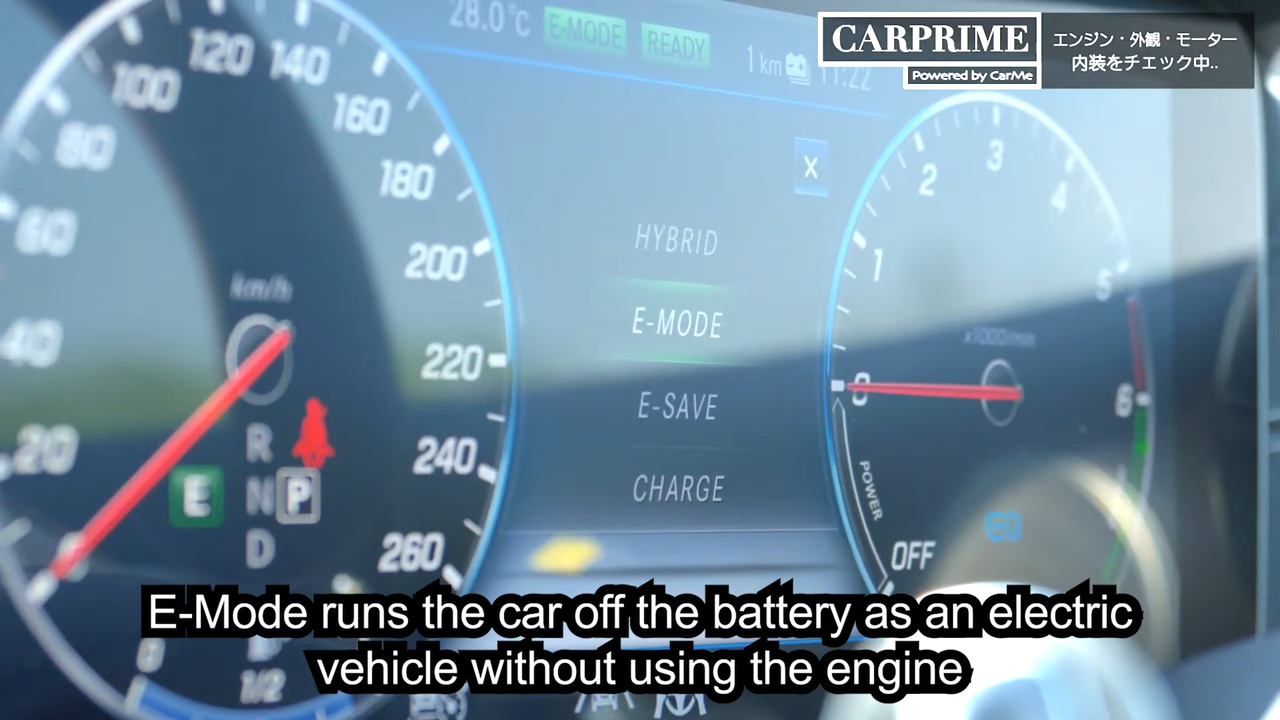 28.0°C E-MODE READY 1 km 11:22
CARPRIME
Powered by CarMe
エンジン・外観・モーター
内装をチェック中..
0
20
40
60
80
100
120
140
160
180
200
220
240
260
km/h
R
N
D
P
E
1/2
×
HYBRID
E-MODE
E-SAVE
CHARGE
0
1
2
3
4
5
6
x1000/min
POWER
OFF
E-Mode runs the car off the battery as an electric
vehicle without using the engine